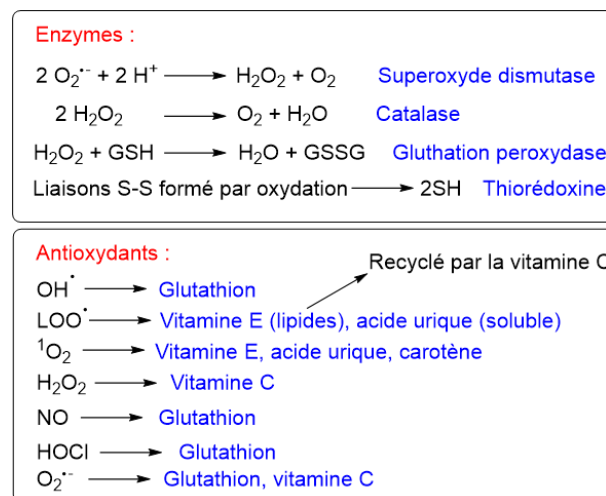 Enzymes :
2 O₂•⁻ + 2 H⁺ ⟶ H₂O₂ + O₂ Superoxyde dismutase
2 H₂O₂ ⟶ O₂ + H₂O Catalase
H₂O₂ + GSH ⟶ H₂O + GSSG Gluthation peroxydase
Liaisons S-S formé par oxydation ⟶ 2SH Thiorédoxine
Antioxydants :
Recyclé par la vitamine C
OH• ⟶ Glutathion
LOO• ⟶ Vitamine E (lipides), acide urique (soluble)
¹O₂ ⟶ Vitamine E, acide urique, carotène
H₂O₂ ⟶ Vitamine C
NO ⟶ Glutathion
HOCl ⟶ Glutathion
O₂•⁻ ⟶ Glutathion, vitamine C